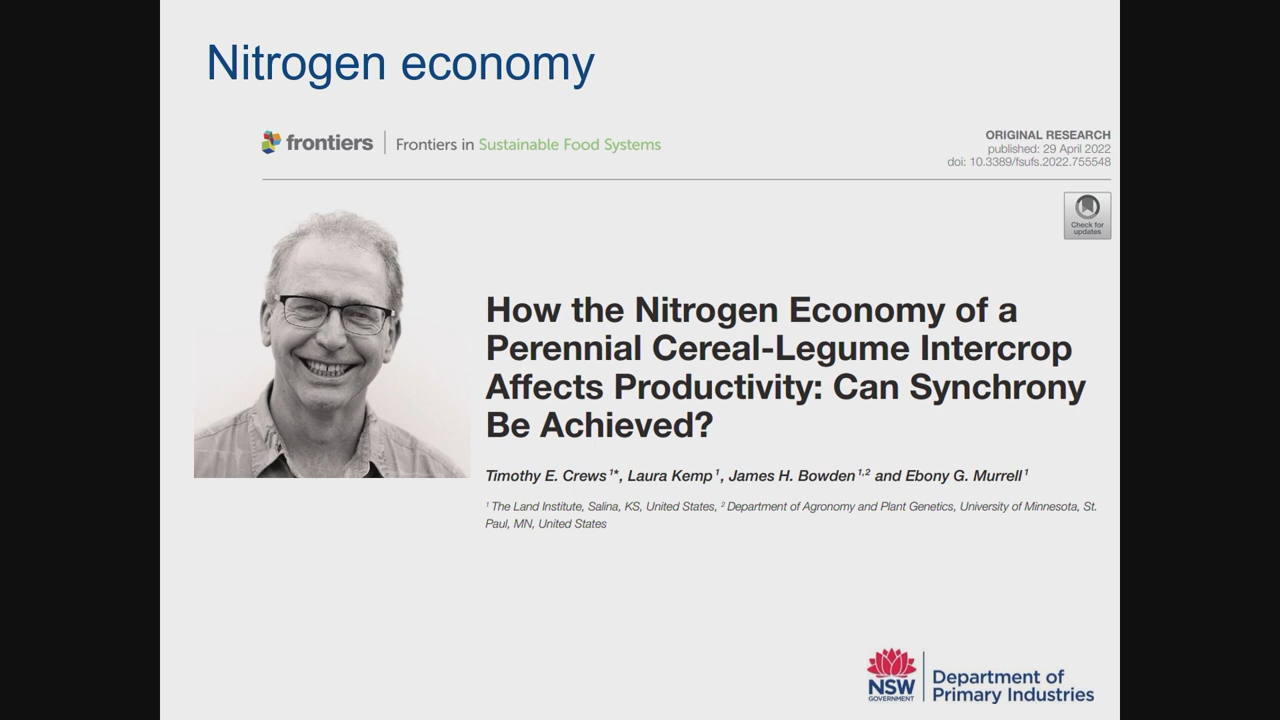 Nitrogen economy
frontiers | Frontiers in Sustainable Food Systems
ORIGINAL RESEARCH
published: 29 April 2022
doi: 10.3389/fsufs.2022.755548
Check for
updates
How the Nitrogen Economy of a
Perennial Cereal-Legume Intercrop
Affects Productivity: Can Synchrony
Be Achieved?
Timothy E. Crews 1*, Laura Kemp 1, James H. Bowden 1,2 and Ebony G. Murrell 1
1 The Land Institute, Salina, KS, United States, 2 Department of Agronomy and Plant Genetics, University of Minnesota, St.
Paul, MN, United States
NSW
GOVERNMENT
Department of
Primary Industries